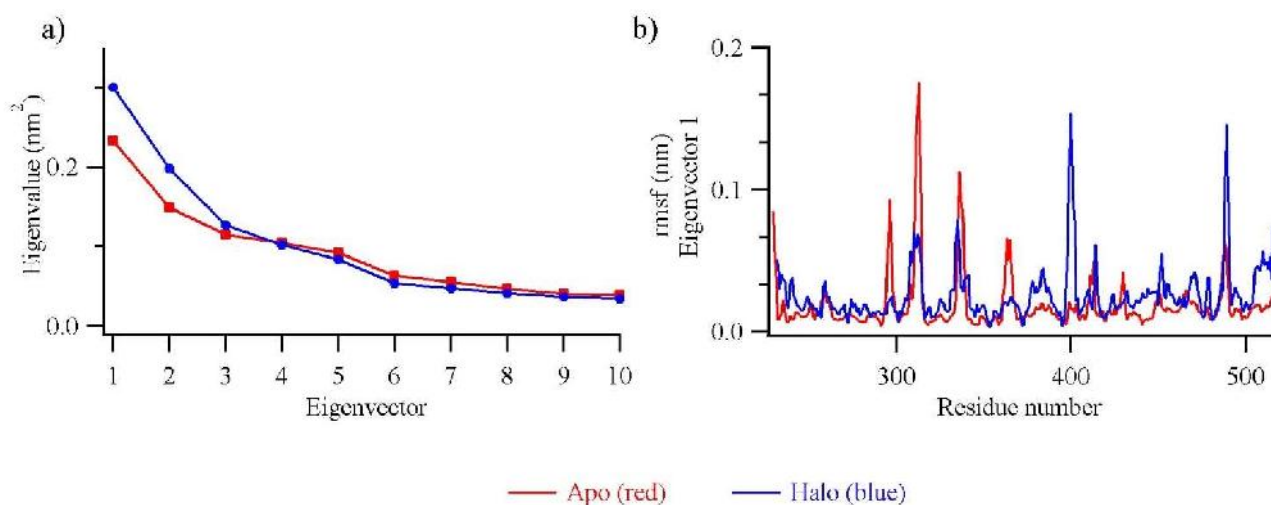 a)
Eigenvalue (nm²)
0.2
0.0
1 2 3 4 5 6 7 8 9 10
Eigenvector
b)
rmsf (nm)
Eigenvector 1
0.2
0.1
0.0
300 400 500
Residue number
Apo (red) Halo (blue)